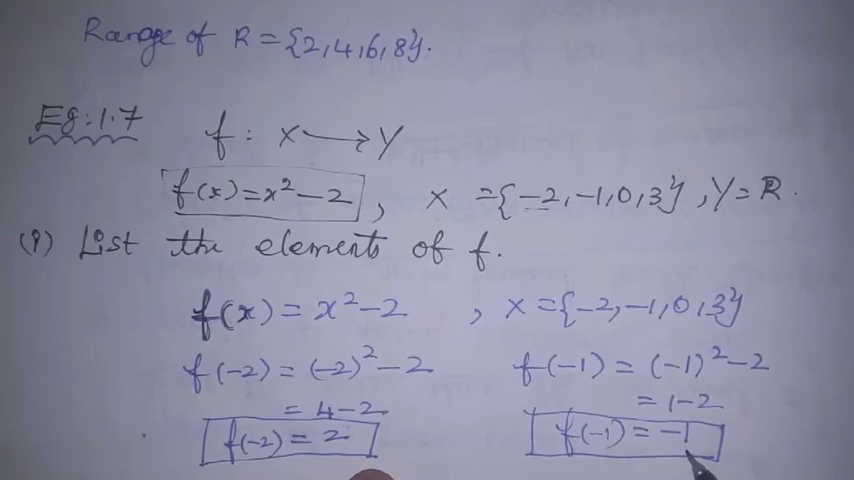 Range of R = {2,4,6,8}.
Eg:1.7 f : X ⟶ Y
f(x) = x² – 2 , X = {–2, –1, 0, 3} , Y = R.
(i) List the elements of f.
f(x) = x² – 2 , X = {–2, –1, 0, 3}
f(–2) = (–2)² – 2 f(–1) = (–1)² – 2
= 4 – 2 = 1 – 2
f(–2) = 2 f(–1) = –1